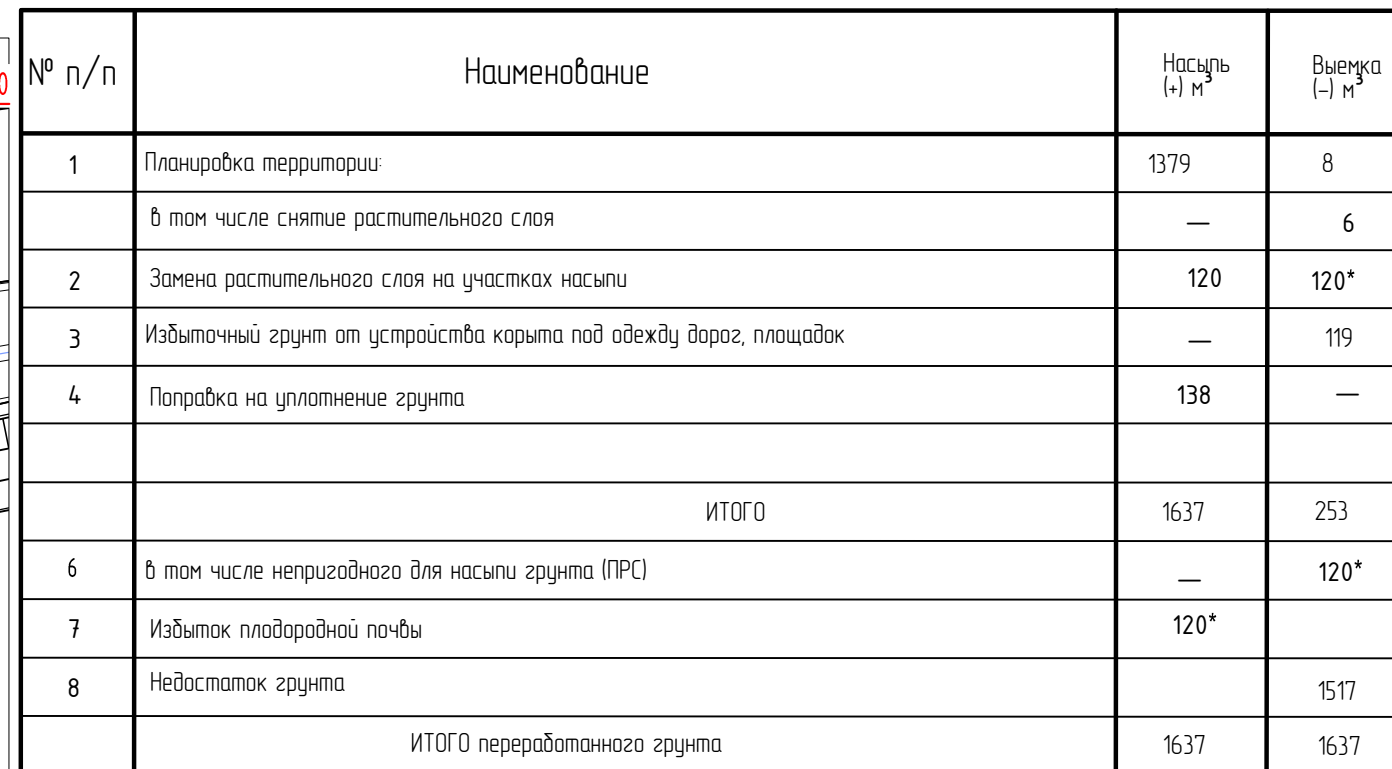 0
№ п/п Наименование Насыпь (+) м³ Выемка (–) м³
1 Планировка территории: 1379 8
в том числе снятие растительного слоя — 6
2 Замена растительного слоя на участках насыпи 120 120*
3 Избыточный грунт от устройства корыта под одежду дорог, площадок — 119
4 Поправка на уплотнение грунта 138 —
ИТОГО 1637 253
6 в том числе непригодного для насыпи грунта (ПРС) — 120*
7 Избыток плодородной почвы 120*
8 Недостаток грунта 1517
ИТОГО переработанного грунта 1637 1637